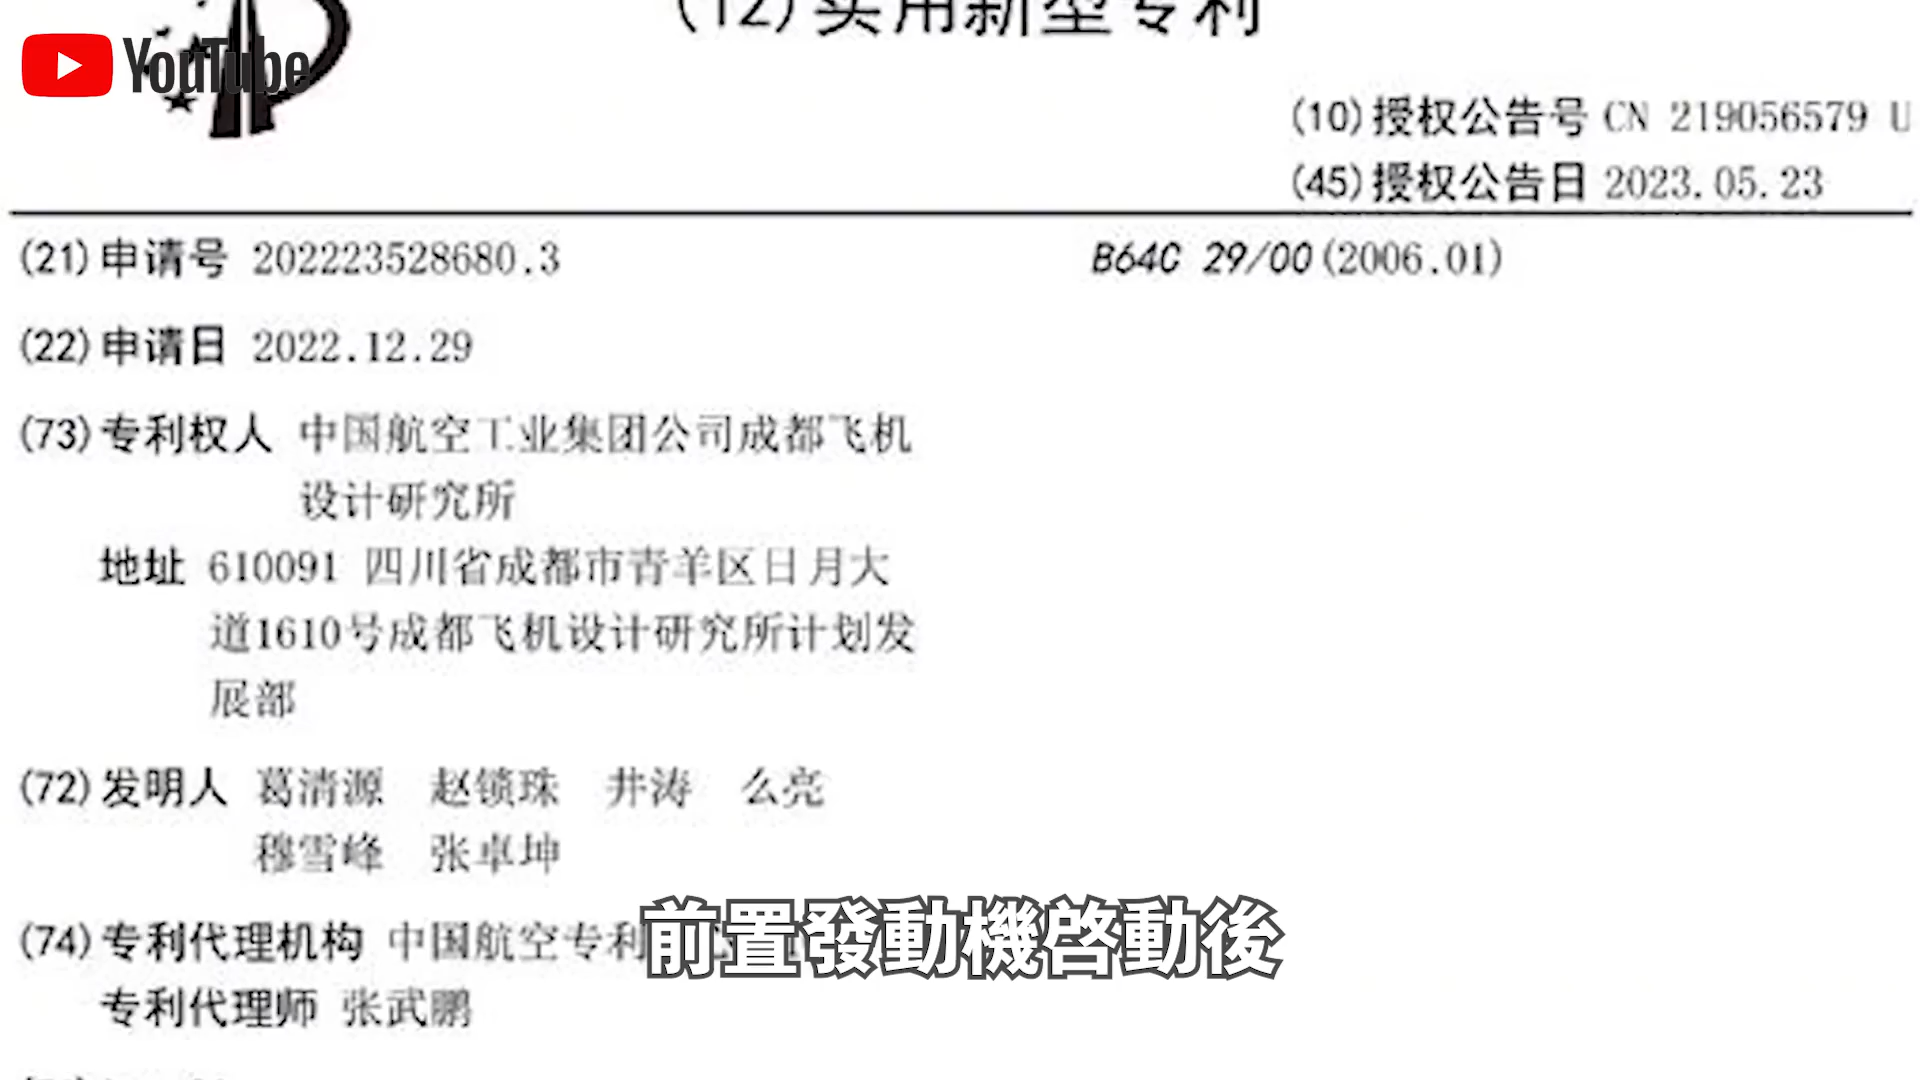 (12)实用新型专利
YouTube
(10)授权公告号 CN 219056579 U
(45)授权公告日 2023.05.23
(21)申请号 202223528680.3
(22)申请日 2022.12.29
(73)专利权人 中国航空工业集团公司成都飞机
设计研究所
地址 610091 四川省成都市青羊区日月大
道1610号成都飞机设计研究所计划发
展部
(72)发明人 葛清源 赵锁珠 井涛 么亮
穆雪峰 张卓坤
(74)专利代理机构 中国航空专利
专利代理师 张武鹏
B64C 29/00(2006.01)
前置發動機啓動後